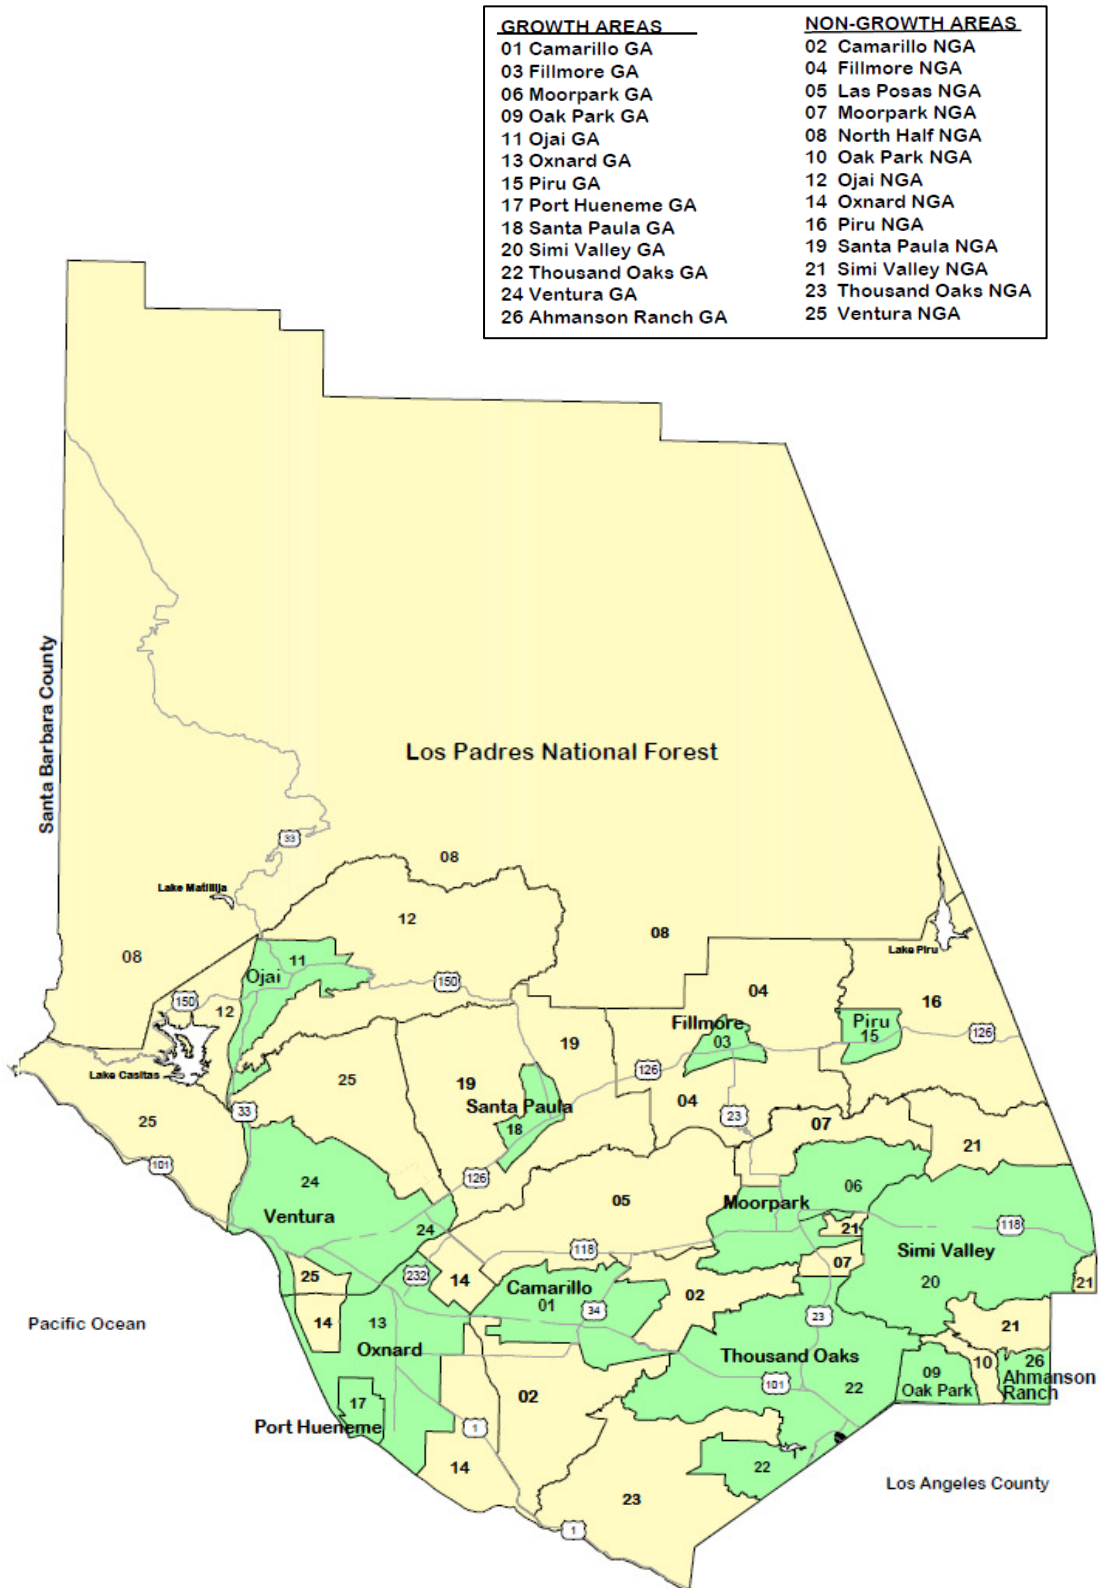 GROWTH AREAS
01 Camarillo GA
03 Fillmore GA
06 Moorpark GA
09 Oak Park GA
11 Ojai GA
13 Oxnard GA
15 Piru GA
17 Port Hueneme GA
18 Santa Paula GA
20 Simi Valley GA
22 Thousand Oaks GA
24 Ventura GA
26 Ahmanson Ranch GA
NON-GROWTH AREAS
02 Camarillo NGA
04 Fillmore NGA
05 Las Posas NGA
07 Moorpark NGA
08 North Half NGA
10 Oak Park NGA
12 Ojai NGA
14 Oxnard NGA
16 Piru NGA
19 Santa Paula NGA
21 Simi Valley NGA
23 Thousand Oaks NGA
25 Ventura NGA
Santa Barbara County
Los Padres National Forest
33
08
Lake Matilija
12
08
08
Lake Piru
11
Ojai
150
150
12
04
16
Fillmore
03
Piru
15
126
19
Lake Casitas
126
25
19
Santa Paula
18
04
23
33
25
07
21
101
126
24
Ventura
24
05
Moorpark
06
21
118
118
Simi Valley
07
25
232
14
Camarillo
01
34
02
20
21
14
13
Oxnard
23
21
Pacific Ocean
Thousand Oaks
101
22
09
Oak Park
10
26
Ahmanson
Ranch
02
17
Port Hueneme
1
14
22
Los Angeles County
23
1